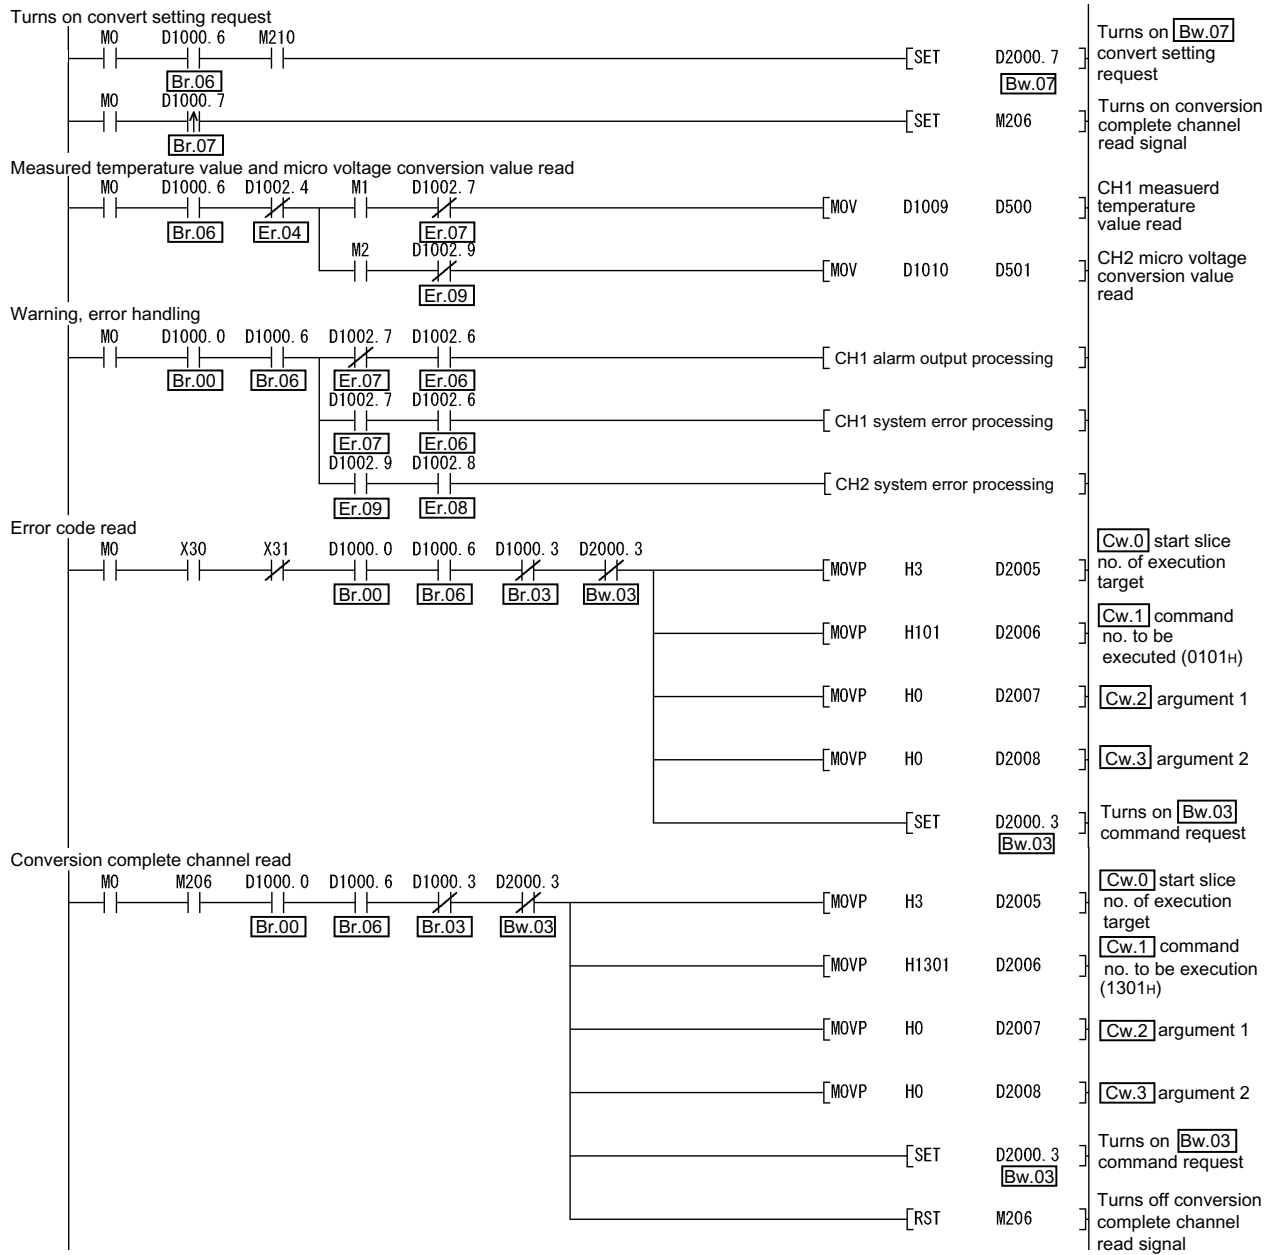 Turns on convert setting request
M0 D1000.6 M210
SET D2000.7
Br.06
Bw.07
Turns on Bw.07
convert setting
request
M0 D1000.7
SET M206
Br.07
Turns on conversion
complete channel
read signal
Measured temperature value and micro voltage conversion value read
M0 D1000.6 D1002.4 M1 D1002.7
MOV D1009 D500
Br.06 Er.04 Er.07
CH1 measuerd
temperature
value read
M2 D1002.9
MOV D1010 D501
Er.09
CH2 micro voltage
conversion value
read
Warning, error handling
M0 D1000.0 D1000.6 D1002.7 D1002.6
CH1 alarm output processing
Br.00 Br.06 Er.07 Er.06
D1002.7 D1002.6
CH1 system error processing
Er.07 Er.06
D1002.9 D1002.8
CH2 system error processing
Er.09 Er.08
Error code read
M0 X30 X31 D1000.0 D1000.6 D1000.3 D2000.3
MOVP H3 D2005
Br.00 Br.06 Br.03 Bw.03
Cw.0 start slice
no. of execution
target
MOVP H101 D2006
Cw.1 command
no. to be
executed (0101H)
MOVP H0 D2007
Cw.2 argument 1
MOVP H0 D2008
Cw.3 argument 2
SET D2000.3
Bw.03
Turns on Bw.03
command request
Conversion complete channel read
M0 M206 D1000.0 D1000.6 D1000.3 D2000.3
MOVP H3 D2005
Br.00 Br.06 Br.03 Bw.03
Cw.0 start slice
no. of execution
target
MOVP H1301 D2006
Cw.1 command
no. to be execution
(1301H)
MOVP H0 D2007
Cw.2 argument 1
MOVP H0 D2008
Cw.3 argument 2
SET D2000.3
Bw.03
Turns on Bw.03
command request
RST M206
Turns off conversion
complete channel
read signal